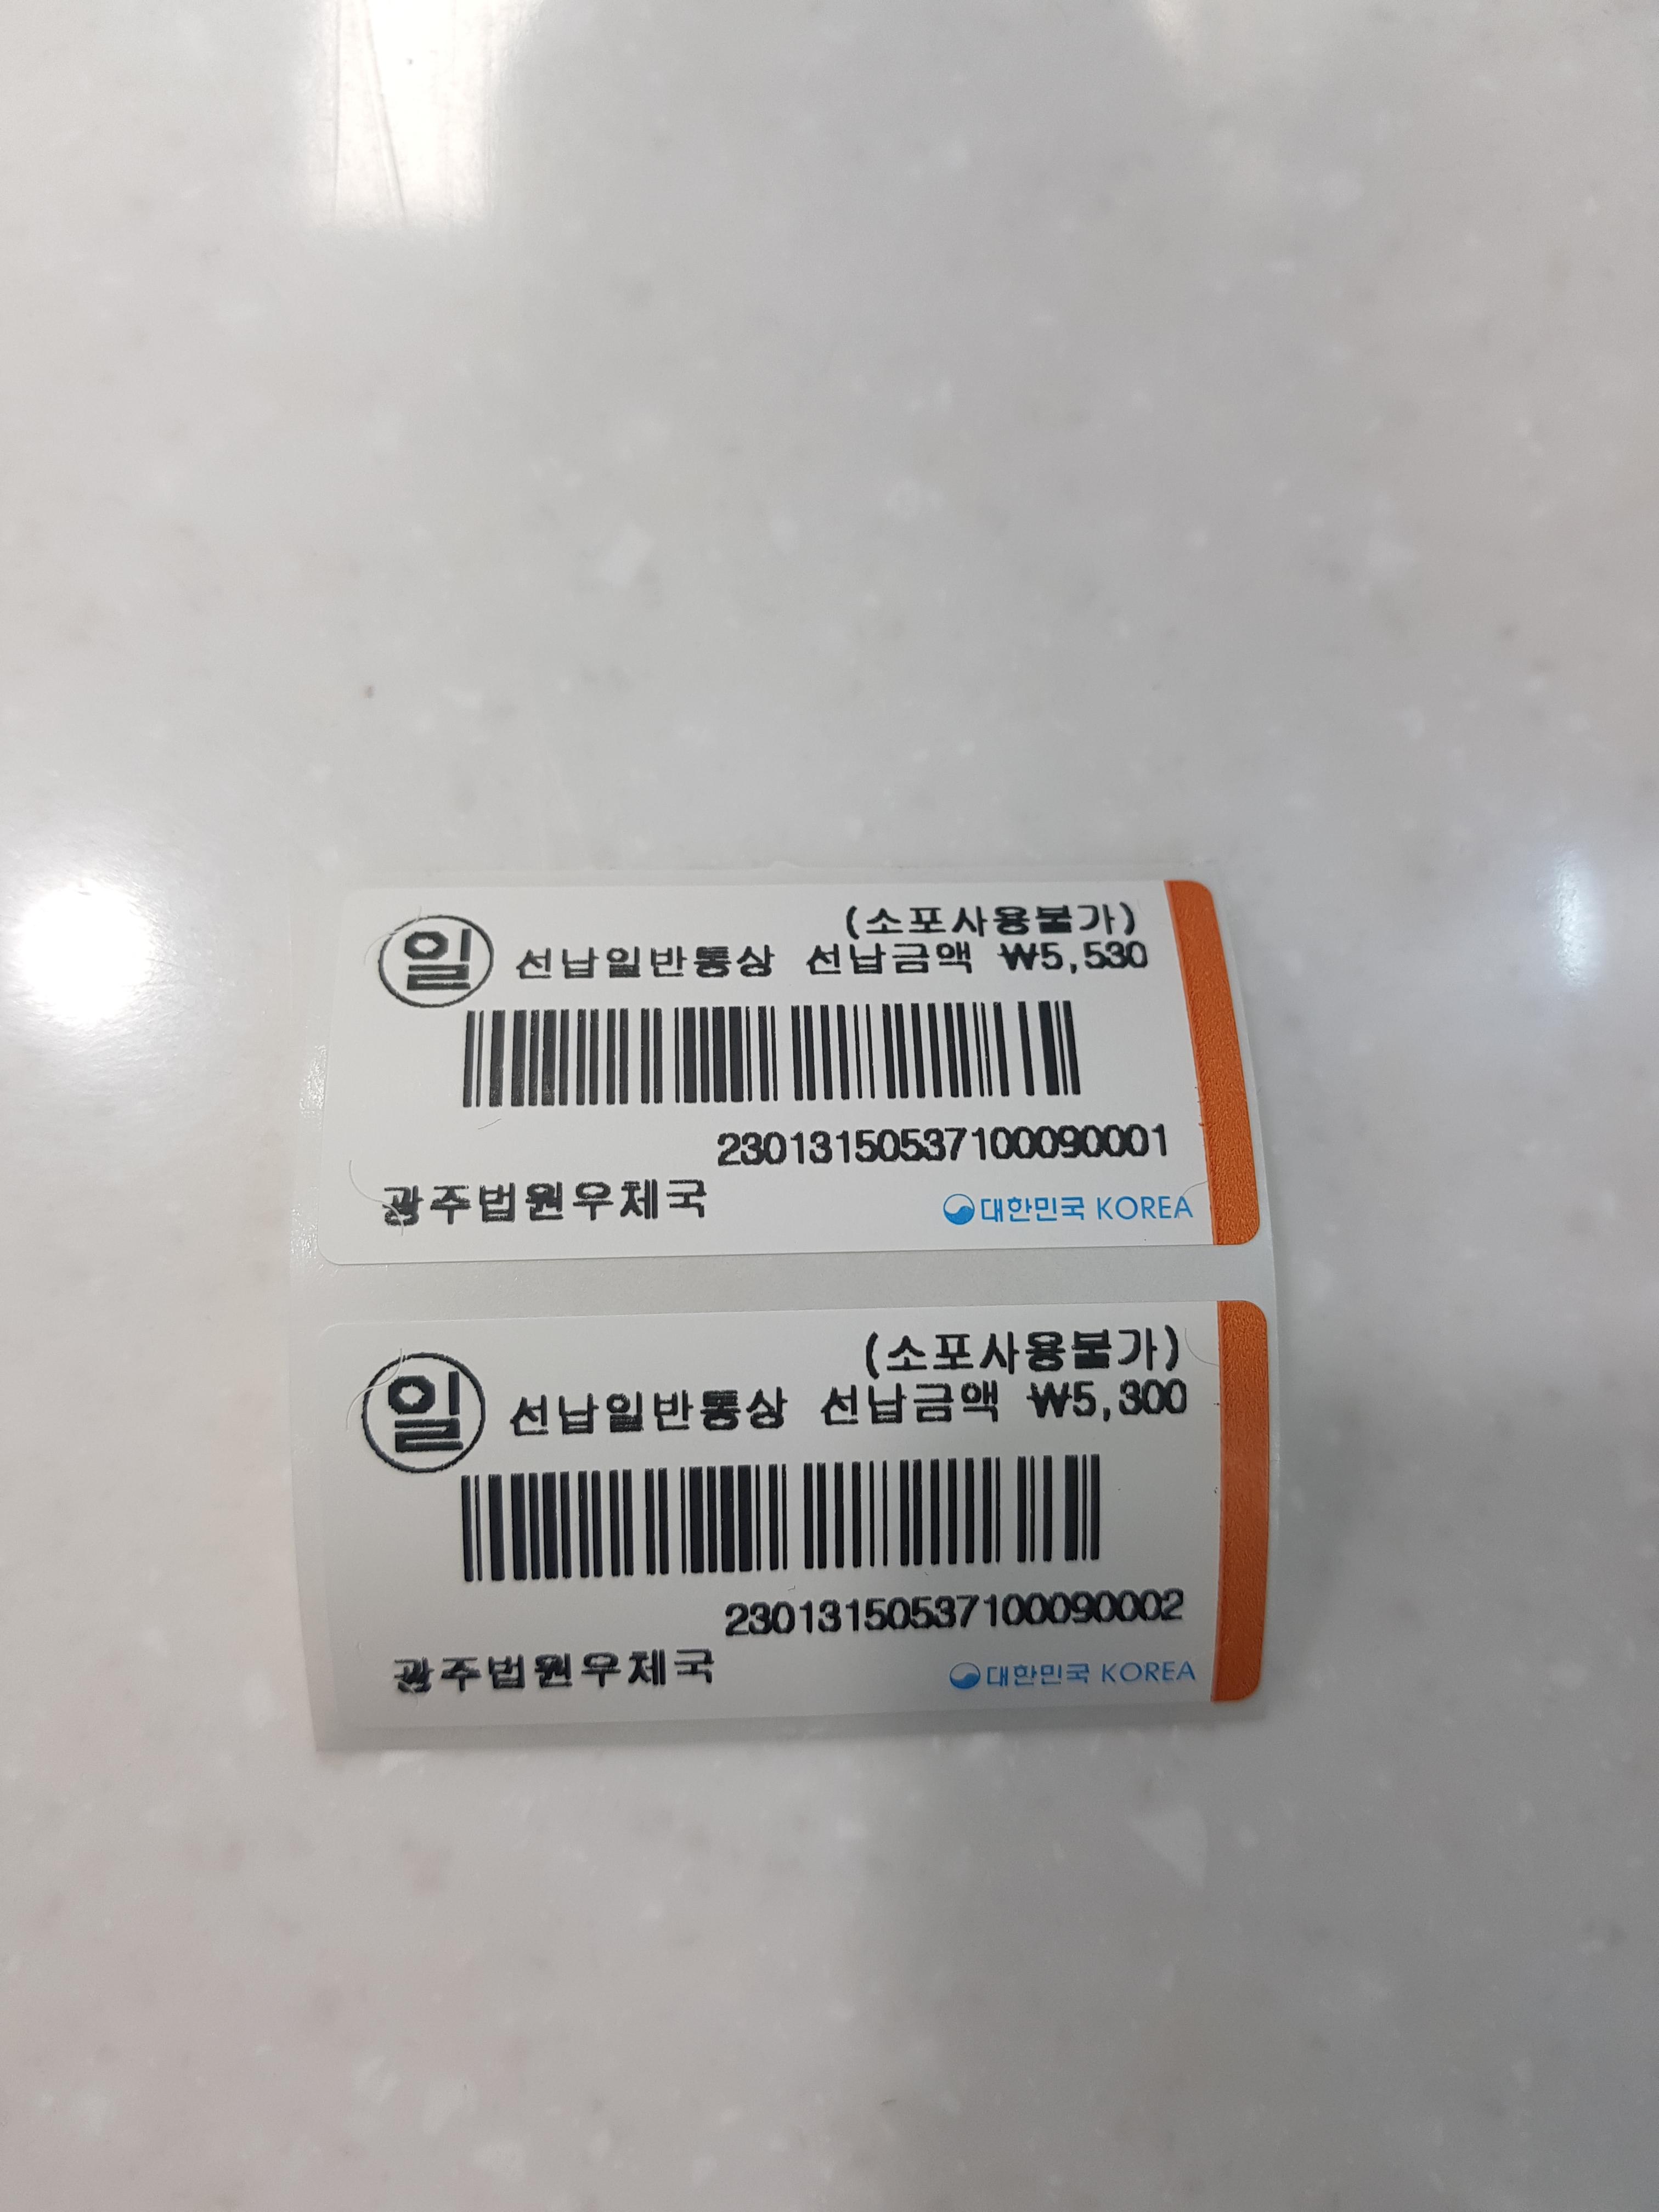 (소포사용불가)
일 선납일반통상 선납금액 ₩5,530
23013150537100090001
광주법원우체국
대한민국 KOREA
(소포사용불가)
일 선납일반통상 선납금액 ₩5,300
23013150537100090002
광주법원우체국
대한민국 KOREA